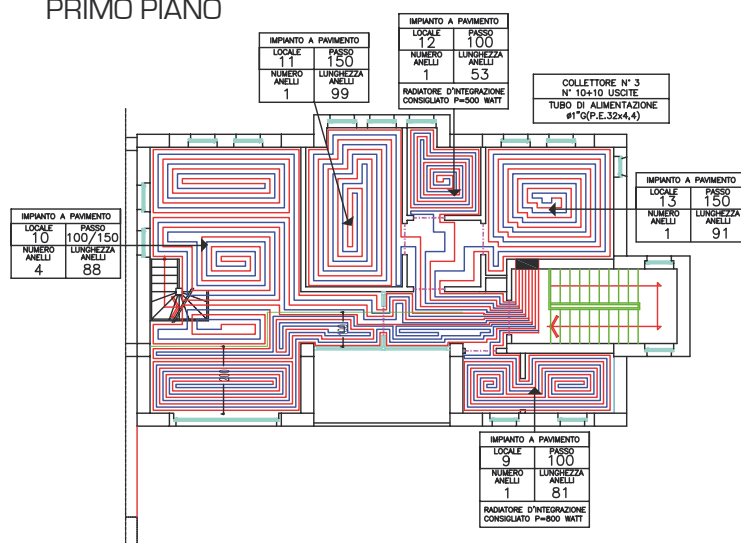 PRIMO PIANO
IMPIANTO A PAVIMENTO
LOCALE PASSO
12 100
NUMERO ANELLI LUNGHEZZA ANELLI
1 53
RADIATORE D'INTEGRAZIONE
CONSIGLIATO P=500 WATT
IMPIANTO A PAVIMENTO
LOCALE PASSO
11 150
NUMERO ANELLI LUNGHEZZA ANELLI
1 99
COLLETTORE N° 3
N° 10+10 USCITE
TUBO DI ALIMENTAZIONE
ø1"G(P.E.32x4,4)
IMPIANTO A PAVIMENTO
LOCALE PASSO
13 150
NUMERO ANELLI LUNGHEZZA ANELLI
1 91
IMPIANTO A PAVIMENTO
LOCALE PASSO
10 100/150
NUMERO ANELLI LUNGHEZZA ANELLI
4 88
IMPIANTO A PAVIMENTO
LOCALE PASSO
9 100
NUMERO ANELLI LUNGHEZZA ANELLI
1 81
RADIATORE D'INTEGRAZIONE
CONSIGLIATO P=800 WATT